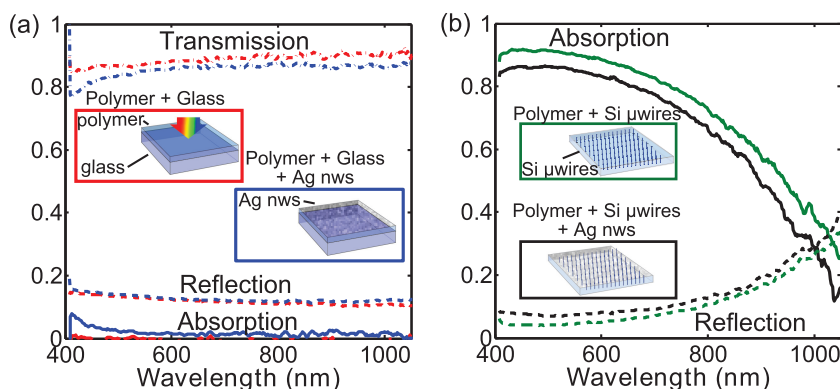 (a)
1
0.8
0.6
0.4
0.2
0
Transmission
Polymer + Glass
polymer
glass
Polymer + Glass
+ Ag nws
Ag nws
Reflection
Absorption
400 600 800 1000
Wavelength (nm)
(b)
1
0.8
0.6
0.4
0.2
0
Absorption
Polymer + Si μwires
Si μwires
Polymer + Si μwires
+ Ag nws
Reflection
400 600 800 1000
Wavelength (nm)